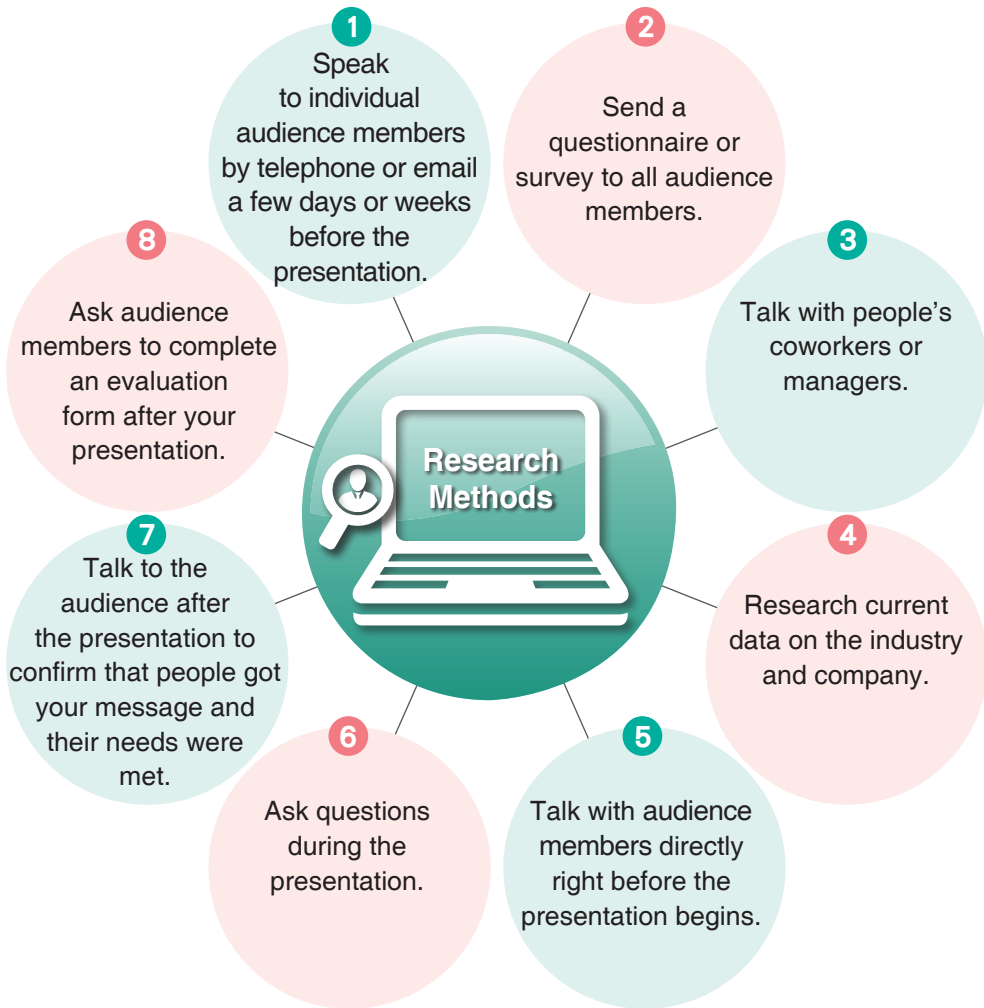 1
Speak
to individual
audience members
by telephone or email
a few days or weeks
before the
presentation.
2
Send a
questionnaire or
survey to all audience
members.
3
Talk with people’s
coworkers or
managers.
4
Research current
data on the industry
and company.
5
Talk with audience
members directly
right before the
presentation begins.
6
Ask questions
during the
presentation.
7
Talk to the
audience after
the presentation to
confirm that people got
your message and
their needs were
met.
8
Ask audience
members to complete
an evaluation
form after your
presentation.
Research
Methods